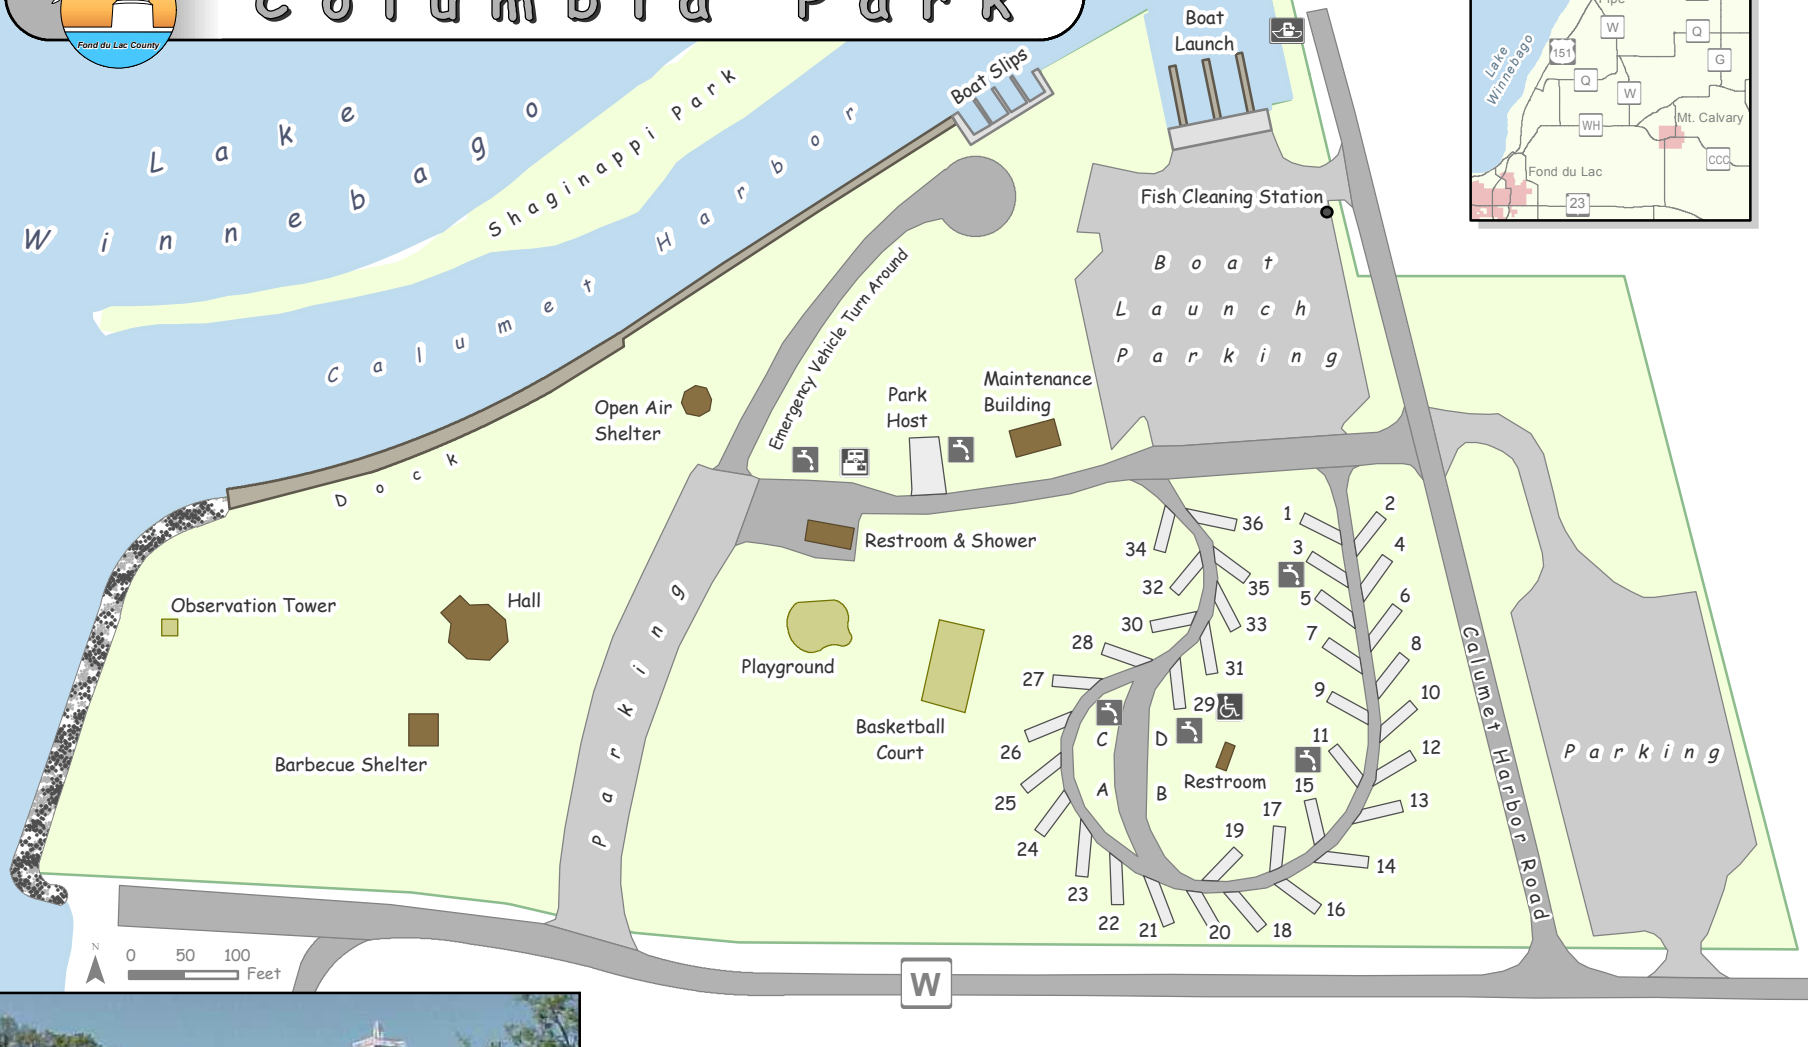 Columbia Park
Fond du Lac County
Lake
Winnebago
Shaginappi Park
Calumet Harbor
Boat Slips
Boat
Launch
Fish Cleaning Station
Boat
Launch
Parking
Emergency Vehicle Turn Around
Open Air
Shelter
Park
Host
Maintenance
Building
Dock
Restroom & Shower
Observation Tower
Hall
Playground
Basketball
Court
Barbecue Shelter
Parking
36
34
32
35
33
30
31
28
27
29
26
25
24
23
22
21
20
19
18
17
16
15
14
13
12
11
10
9
8
7
6
5
4
3
2
1
C
D
A
B
Restroom
Calumet Harbor Road
Parking
W
N
0 50 100
Feet
Pipe
Lake
Winnebago
151
W
Q
G
Q
W
WH
Mt. Calvary
CCC
Fond du Lac
23